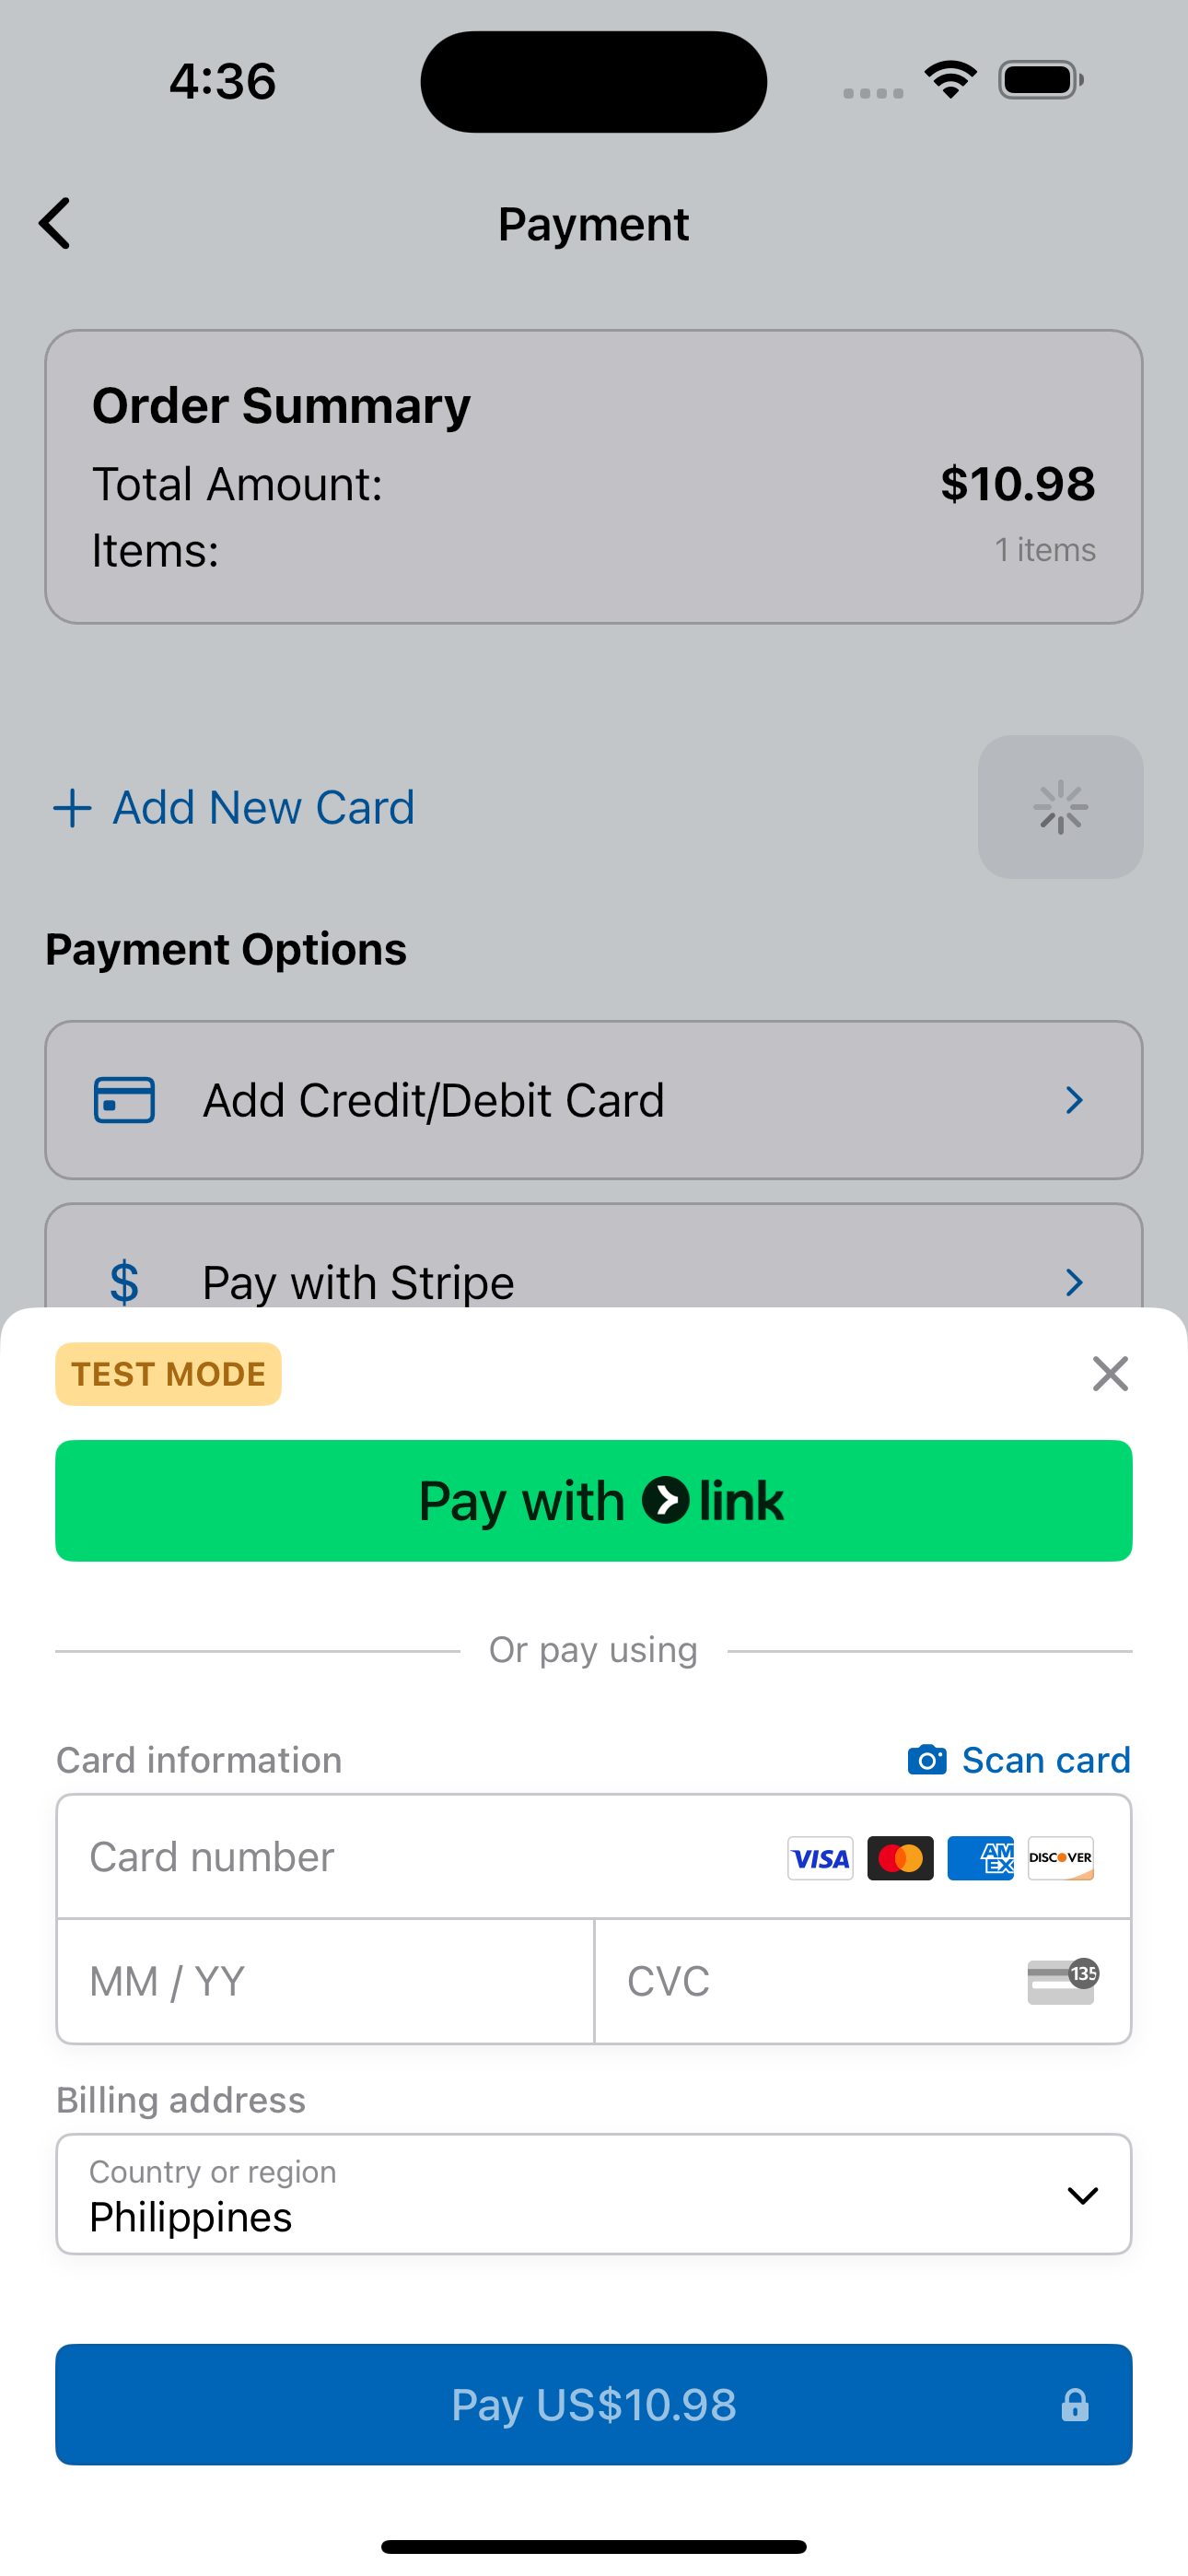 4:36
Payment
Order Summary
Total Amount: $10.98
Items: 1 items
Add New Card
Payment Options
Add Credit/Debit Card
$ Pay with Stripe
TEST MODE
Pay with link
Or pay using
Card information Scan card
Card number VISA AM EX DISCOVER
MM / YY CVC 135
Billing address
Country or region
Philippines
Pay US$10.98